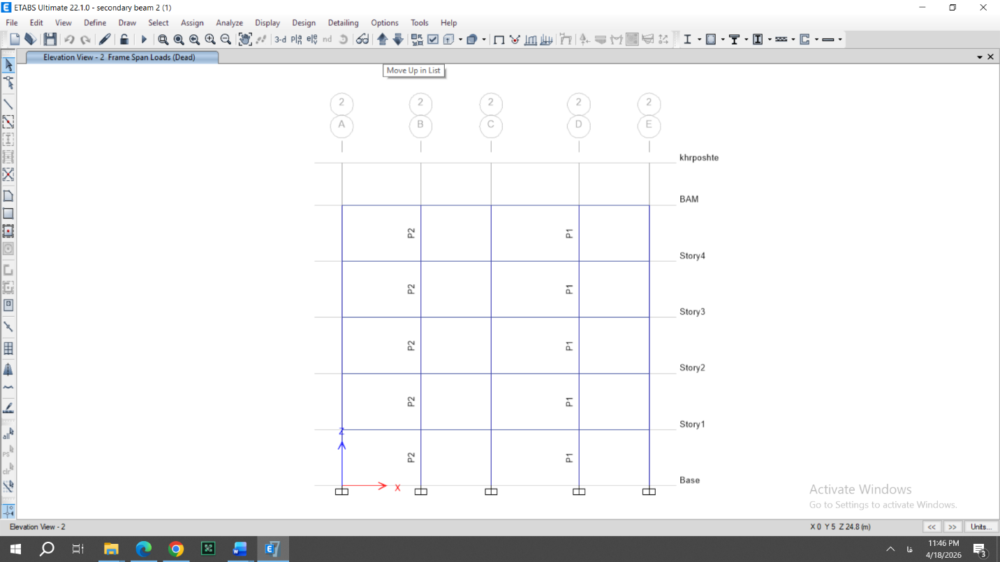 ETABS Ultimate 22.1.0 - secondary beam 2 (1)
File Edit View Define Draw Select Assign Analyze Display Design Detailing Options Tools Help
3-d nd
Elevation View - 2 Frame Span Loads (Dead)
Move Up in List
2 2 2 2 2
A B C D E
khrposhte
BAM
P2 P1
Story4
P2 P1
Story3
P2 P1
Story2
P2 P1
Story1
Z
P2 P1
Base
X
all
ps
clr
Activate Windows
Go to Settings to activate Windows.
Elevation View - 2
X 0 Y 5 Z 24.8 (m)
<< >> Units...
11:46 PM
فا
4/18/2026
3